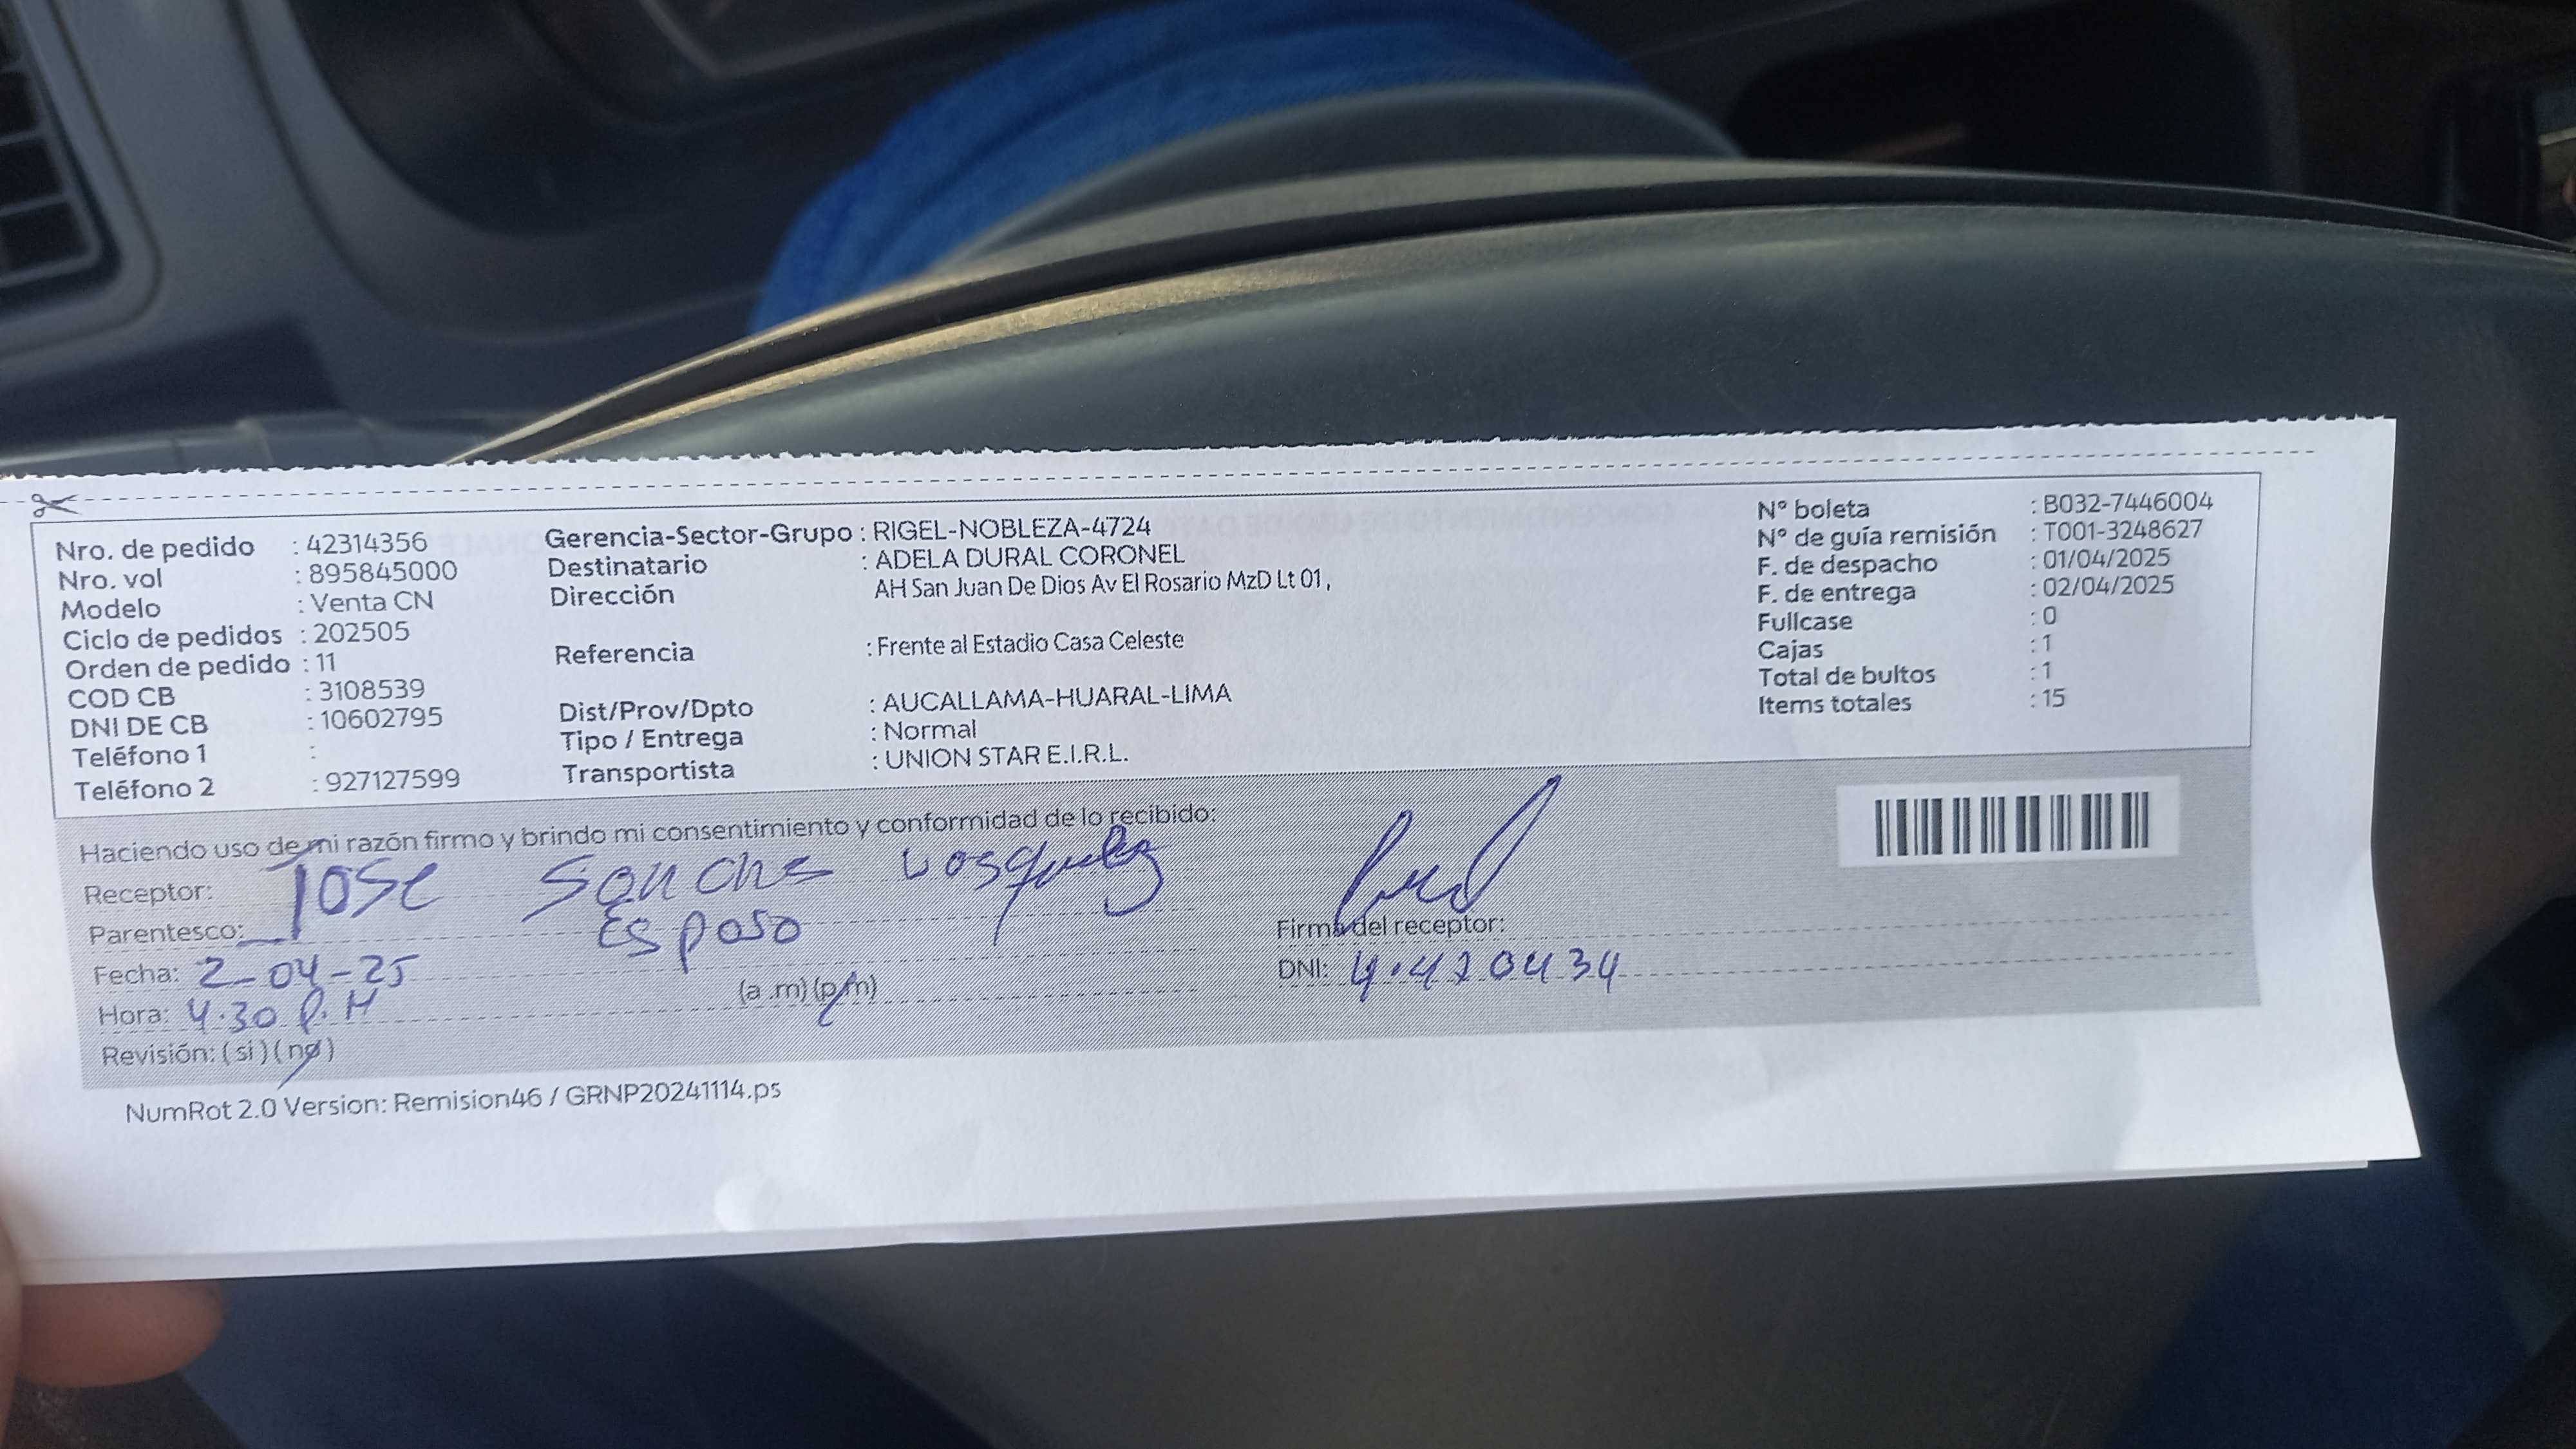 Nro. de pedido : 42314356
Nro. vol : 895845000
Modelo : Venta CN
Ciclo de pedidos : 202505
Orden de pedido : 11
COD CB : 3108539
DNI DE CB : 10602795
Teléfono 1 :
Teléfono 2 : 927127599
Gerencia-Sector-Grupo : RIGEL-NOBLEZA-4724
Destinatario : ADELA DURAL CORONEL
Dirección AH San Juan De Dios Av El Rosario MzD Lt 01,
Referencia : Frente al Estadio Casa Celeste
Dist/Prov/Dpto : AUCALLAMA-HUARAL-LIMA
Tipo / Entrega : Normal
Transportista : UNION STAR E.I.R.L.
N° boleta : B032-7446004
N° de guía remisión : T001-3248627
F. de despacho : 01/04/2025
F. de entrega : 02/04/2025
Fullcase : 0
Cajas : 1
Total de bultos : 1
Items totales : 15
Haciendo uso de mi razón firmo y brindo mi consentimiento y conformidad de lo recibido:
Receptor: JOSE
Parentesco: Esposo
Fecha: 2-04-25
Hora: 4.30 P.M (a .m) (p/m)
Revisión: ( si ) ( no )
Firma del receptor:
DNI:
NumRot 2.0 Version: Remision46 / GRNP20241114.ps